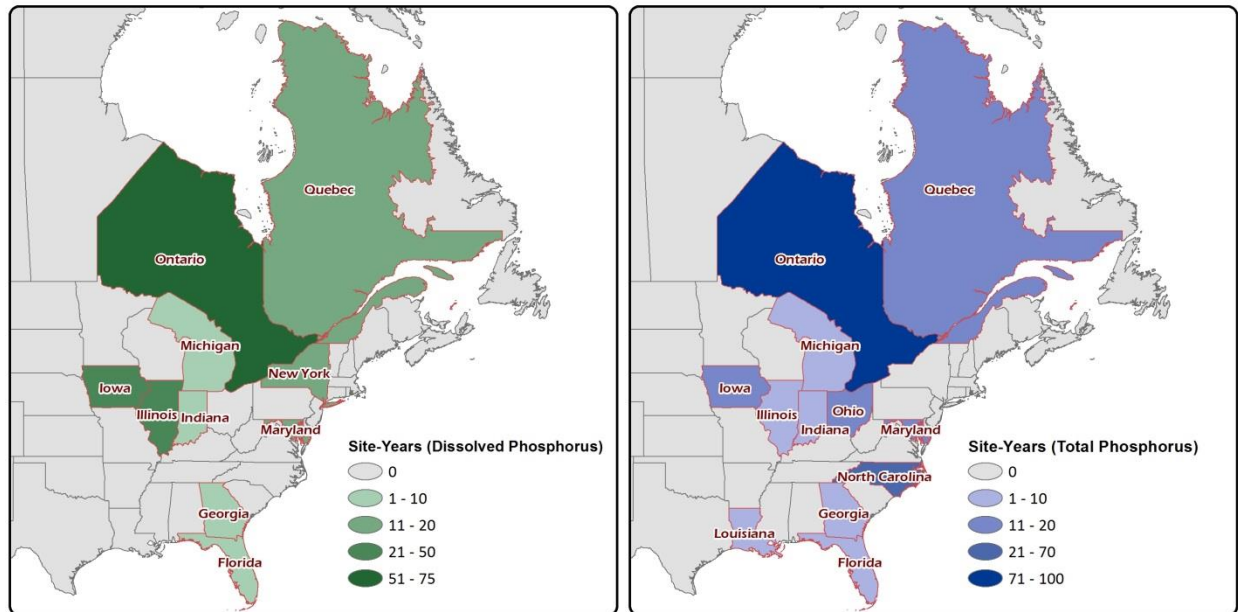 Quebec
Ontario
Michigan
New York
Iowa
Illinois
Indiana
Maryland
Georgia
Florida
Site-Years (Dissolved Phosphorus)
0
1 - 10
11 - 20
21 - 50
51 - 75
Quebec
Ontario
Michigan
Iowa
Illinois
Indiana
Ohio
Maryland
North Carolina
Georgia
Louisiana
Florida
Site-Years (Total Phosphorus)
0
1 - 10
11 - 20
21 - 70
71 - 100